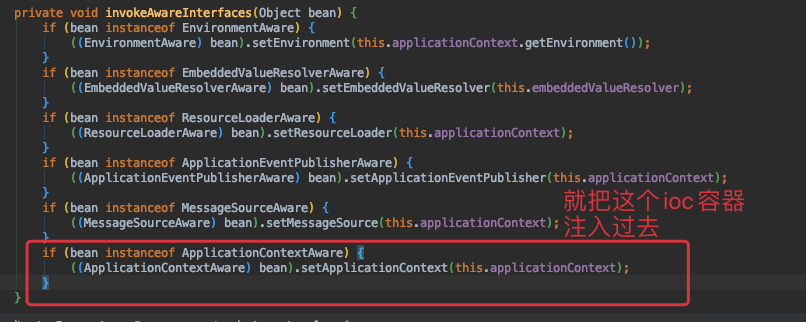 private void invokeAwareInterfaces(Object bean) {
if (bean instanceof EnvironmentAware) {
((EnvironmentAware) bean).setEnvironment(this.applicationContext.getEnvironment());
}
if (bean instanceof EmbeddedValueResolverAware) {
((EmbeddedValueResolverAware) bean).setEmbeddedValueResolver(this.embeddedValueResolver);
}
if (bean instanceof ResourceLoaderAware) {
((ResourceLoaderAware) bean).setResourceLoader(this.applicationContext);
}
if (bean instanceof ApplicationEventPublisherAware) {
((ApplicationEventPublisherAware) bean).setApplicationEventPublisher(this.applicationContext);
}
if (bean instanceof MessageSourceAware) {
((MessageSourceAware) bean).setMessageSource(this.applicationContext);
}
就把这个ioc容器
注入过去
if (bean instanceof ApplicationContextAware) {
((ApplicationContextAware) bean).setApplicationContext(this.applicationContext);
}
}